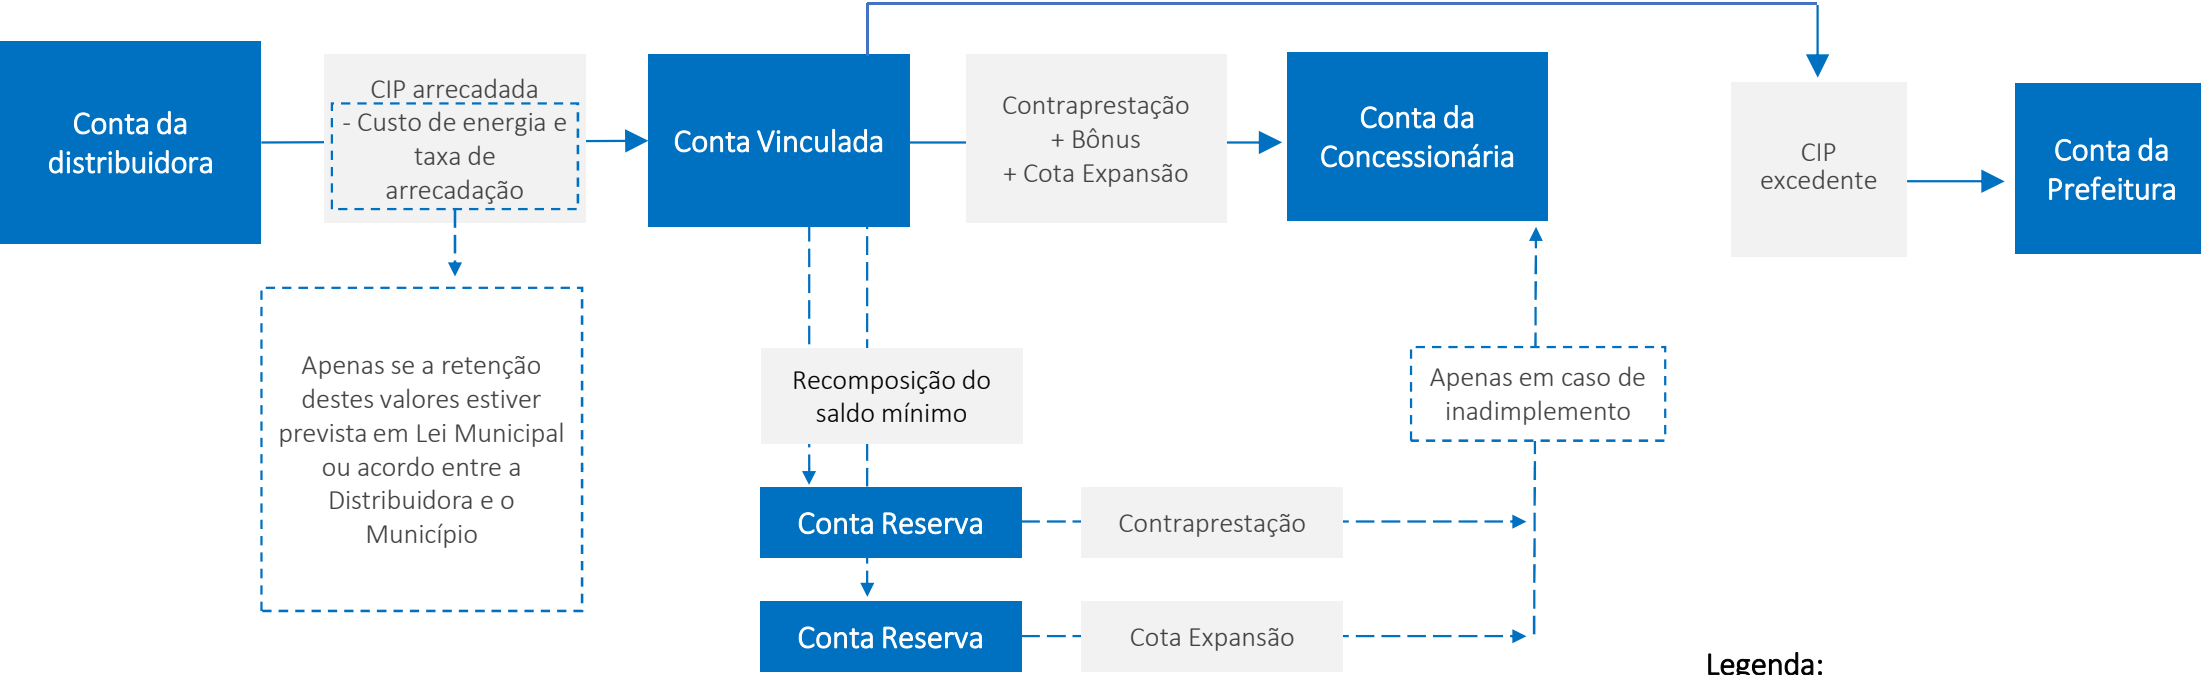 Conta da
distribuidora
CIP arrecadada
- Custo de energia e
taxa de
arrecadação
Conta Vinculada
Contraprestação
+ Bônus
+ Cota Expansão
Conta da
Concessionária
CIP
excedente
Conta da
Prefeitura
Apenas se a retenção
destes valores estiver
prevista em Lei Municipal
ou acordo entre a
Distribuidora e o
Município
Recomposição do
saldo mínimo
Apenas em caso de
inadimplemento
Conta Reserva
Contraprestação
Conta Reserva
Cota Expansão
Legenda: